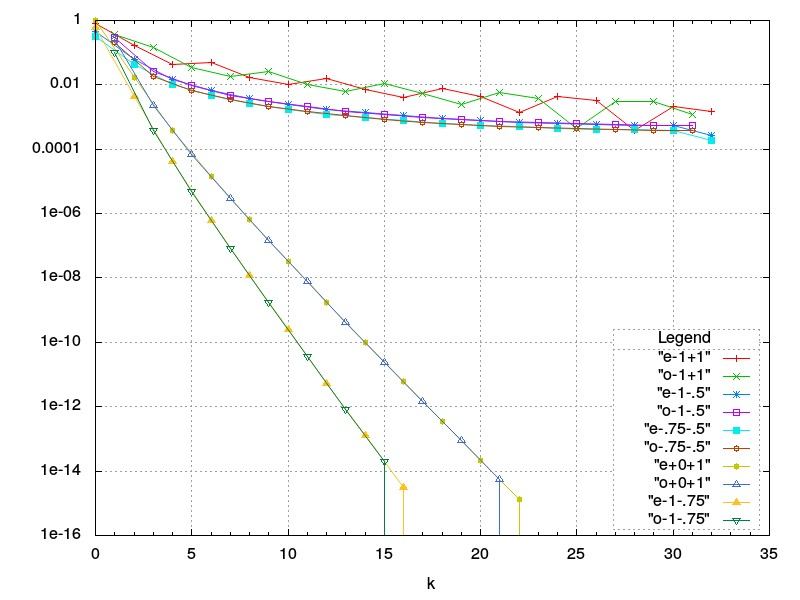 1
0.01
0.0001
1e-06
1e-08
1e-10
1e-12
1e-14
1e-16
0 5 10 15 20 25 30 35
k
Legend
"e-1+1"
"o-1+1"
"e-1-.5"
"o-1-.5"
"e-.75-.5"
"o-.75-.5"
"e+0+1"
"o+0+1"
"e-1-.75"
"o-1-.75"